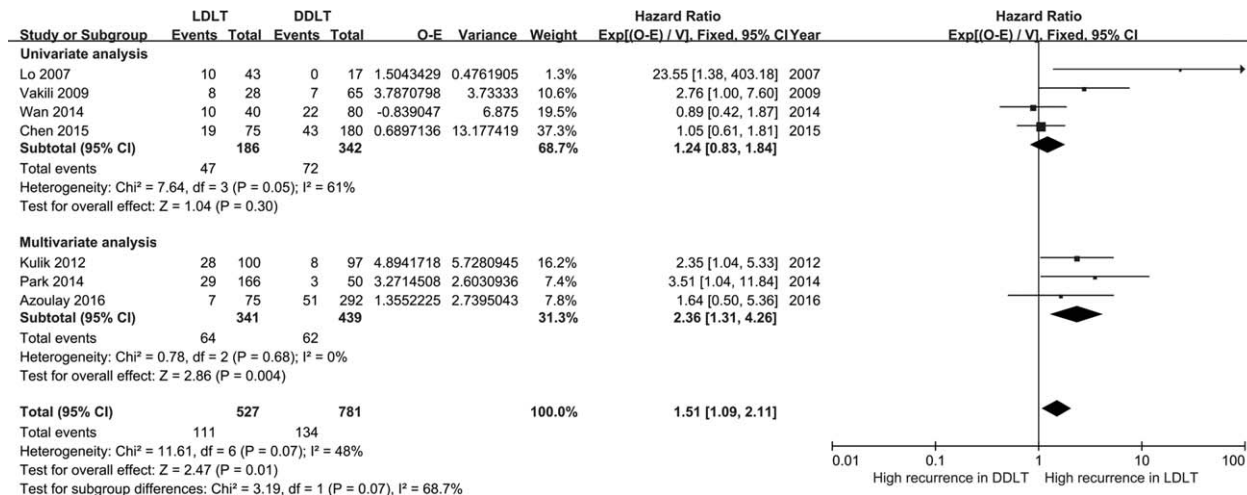 LDLT DDLT Hazard Ratio Hazard Ratio
Study or Subgroup Events Total Events Total O-E Variance Weight Exp[(O-E) / V], Fixed, 95% CI Year Exp[(O-E) / V], Fixed, 95% CI
Univariate analysis
Lo 2007 10 43 0 17 1.5043429 0.4761905 1.3% 23.55 [1.38, 403.18] 2007
Vakili 2009 8 28 7 65 3.7870798 3.73333 10.6% 2.76 [1.00, 7.60] 2009
Wan 2014 10 40 22 80 -0.839047 6.875 19.5% 0.89 [0.42, 1.87] 2014
Chen 2015 19 75 43 180 0.6897136 13.177419 37.3% 1.05 [0.61, 1.81] 2015
Subtotal (95% CI) 186 342 68.7% 1.24 [0.83, 1.84]
Total events 47 72
Heterogeneity: Chi² = 7.64, df = 3 (P = 0.05); I² = 61%
Test for overall effect: Z = 1.04 (P = 0.30)
Multivariate analysis
Kulik 2012 28 100 8 97 4.8941718 5.7280945 16.2% 2.35 [1.04, 5.33] 2012
Park 2014 29 166 3 50 3.2714508 2.6030936 7.4% 3.51 [1.04, 11.84] 2014
Azoulay 2016 7 75 51 292 1.3552225 2.7395043 7.8% 1.64 [0.50, 5.36] 2016
Subtotal (95% CI) 341 439 31.3% 2.36 [1.31, 4.26]
Total events 64 62
Heterogeneity: Chi² = 0.78, df = 2 (P = 0.68); I² = 0%
Test for overall effect: Z = 2.86 (P = 0.004)
Total (95% CI) 527 781 100.0% 1.51 [1.09, 2.11]
Total events 111 134
Heterogeneity: Chi² = 11.61, df = 6 (P = 0.07); I² = 48%
Test for overall effect: Z = 2.47 (P = 0.01)
Test for subgroup differences: Chi² = 3.19, df = 1 (P = 0.07), I² = 68.7%
0.01 0.1 1 10 100
High recurrence in DDLT High recurrence in LDLT